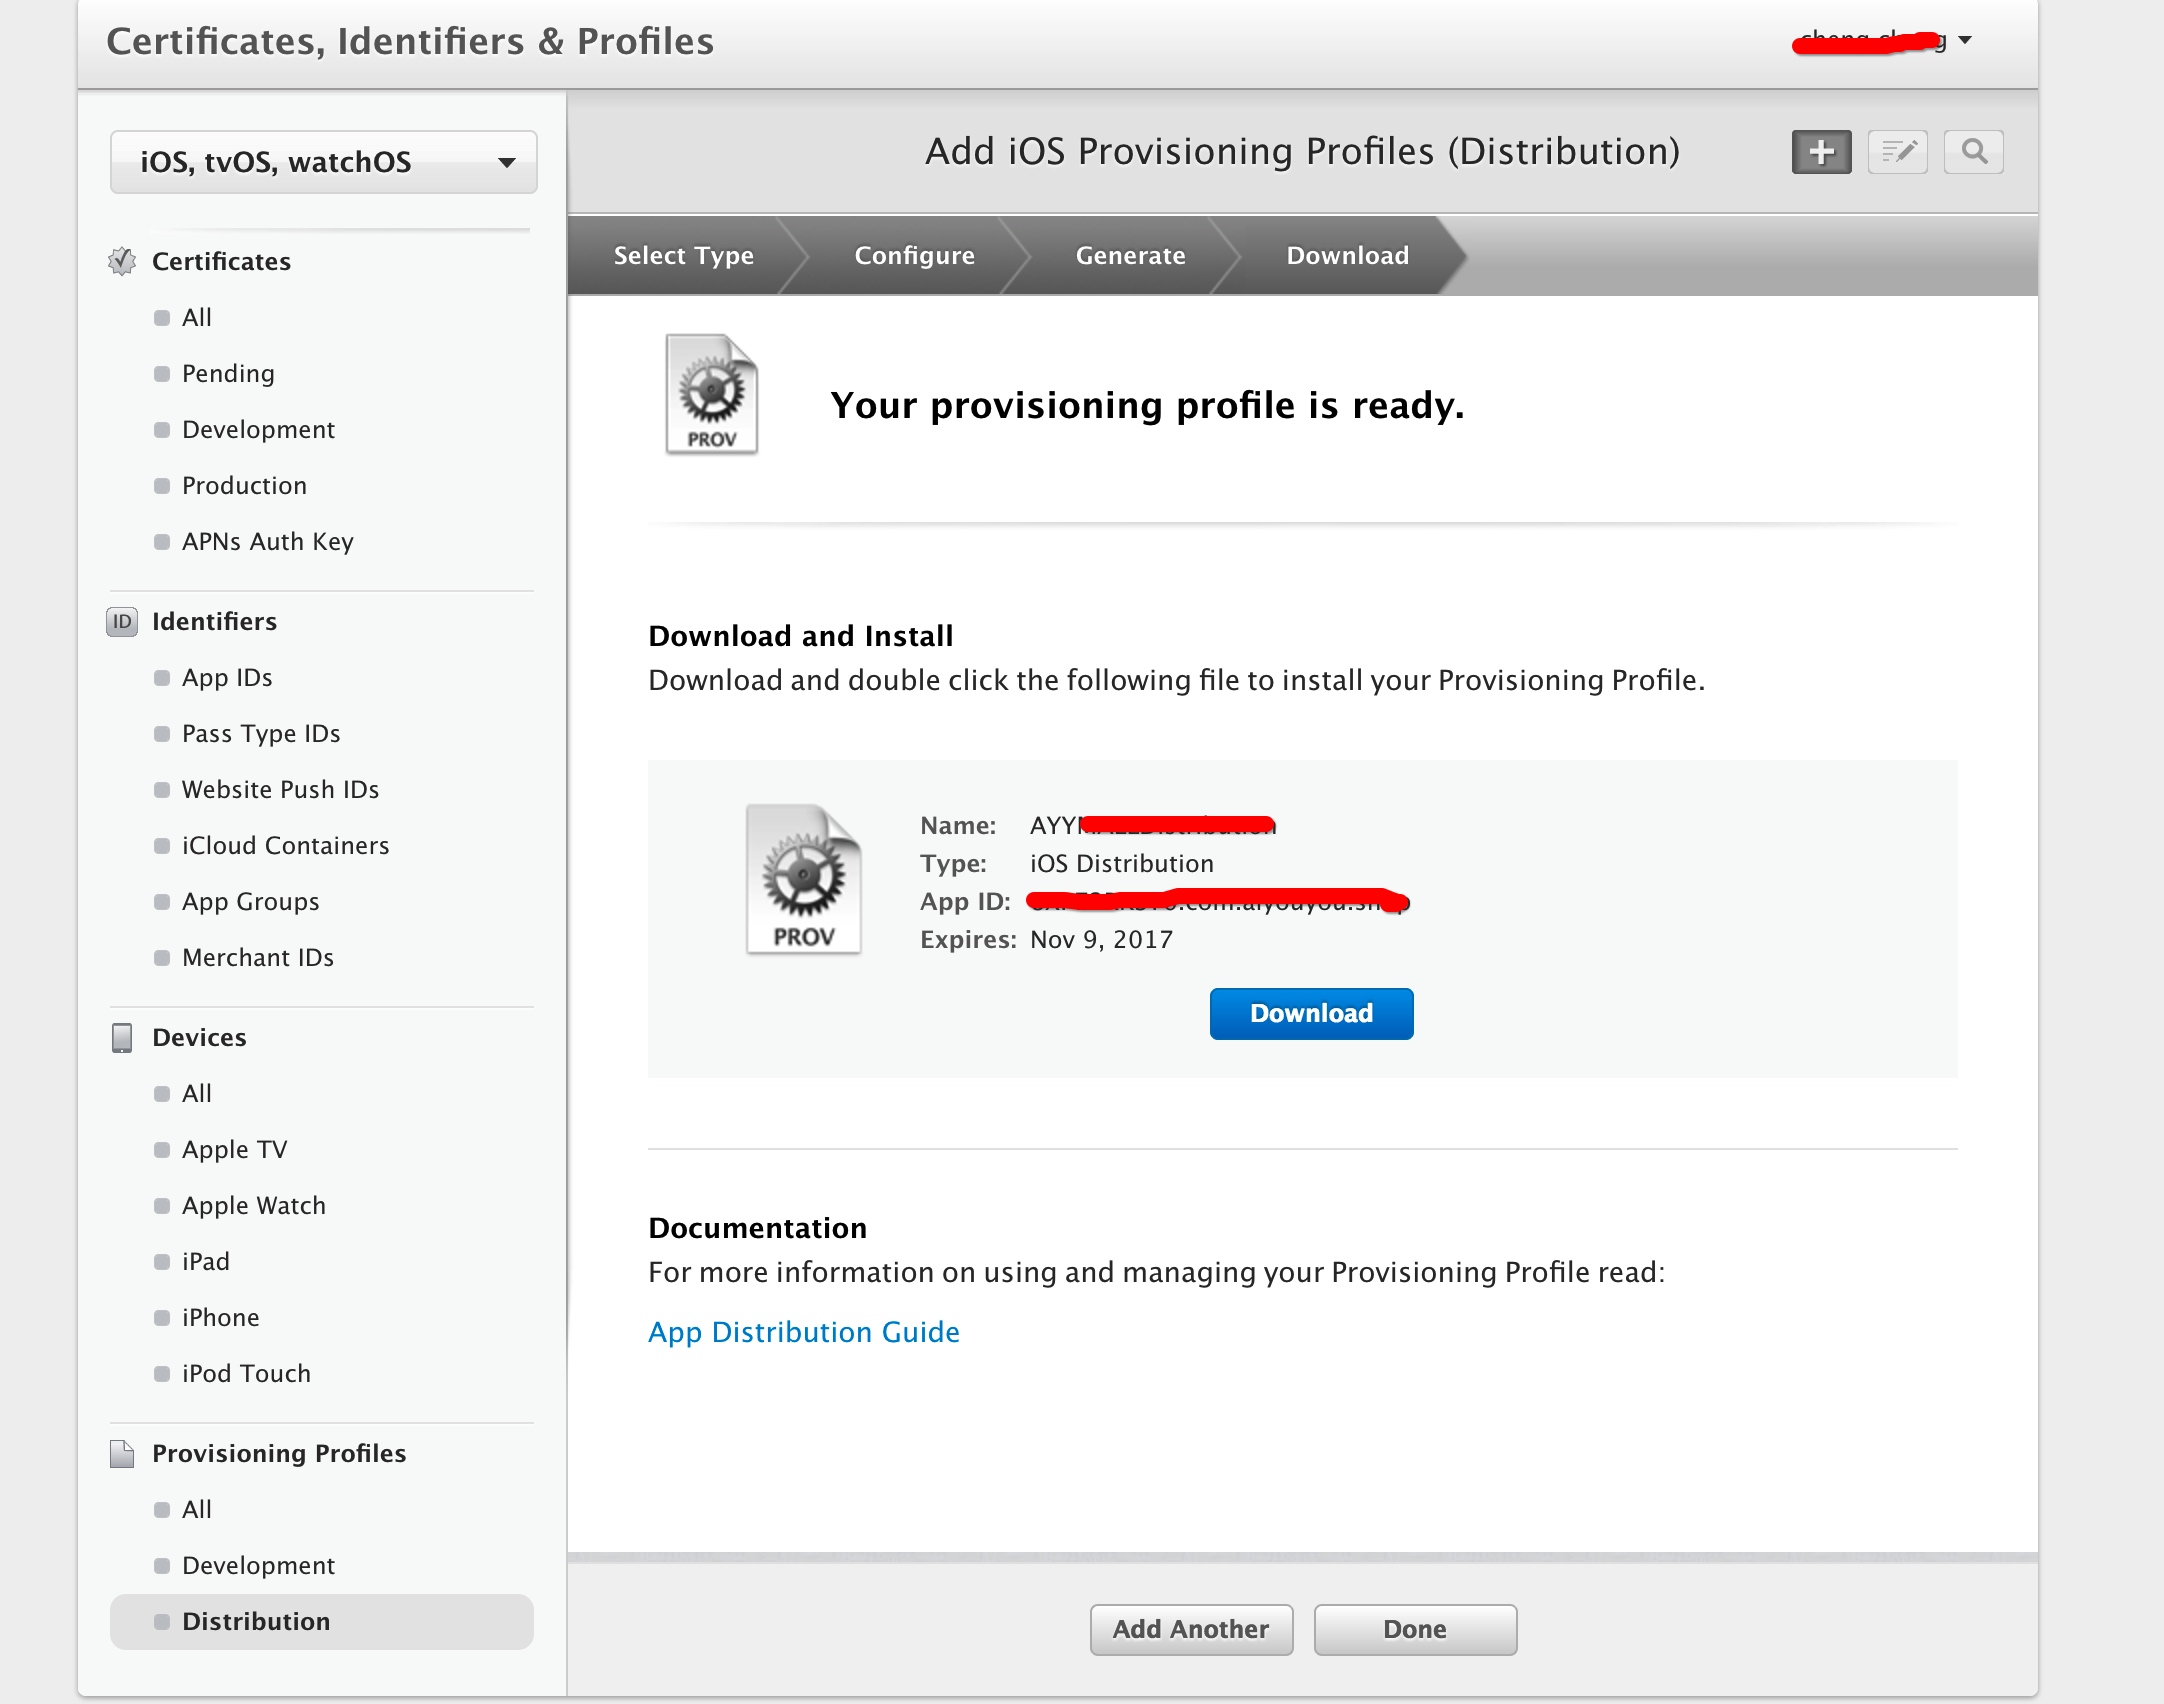 Certificates, Identifiers & Profiles
iOS, tvOS, watchOS
Certificates
All
Pending
Development
Production
APNs Auth Key
ID Identifiers
App IDs
Pass Type IDs
Website Push IDs
iCloud Containers
App Groups
Merchant IDs
Devices
All
Apple TV
Apple Watch
iPad
iPhone
iPod Touch
Provisioning Profiles
All
Development
Distribution
Add iOS Provisioning Profiles (Distribution)
Select Type
Configure
Generate
Download
PROV
Your provisioning profile is ready.
Download and Install
Download and double click the following file to install your Provisioning Profile.
PROV
Name:
Type: iOS Distribution
App ID:
Expires: Nov 9, 2017
Download
Documentation
For more information on using and managing your Provisioning Profile read:
App Distribution Guide
Add Another
Done